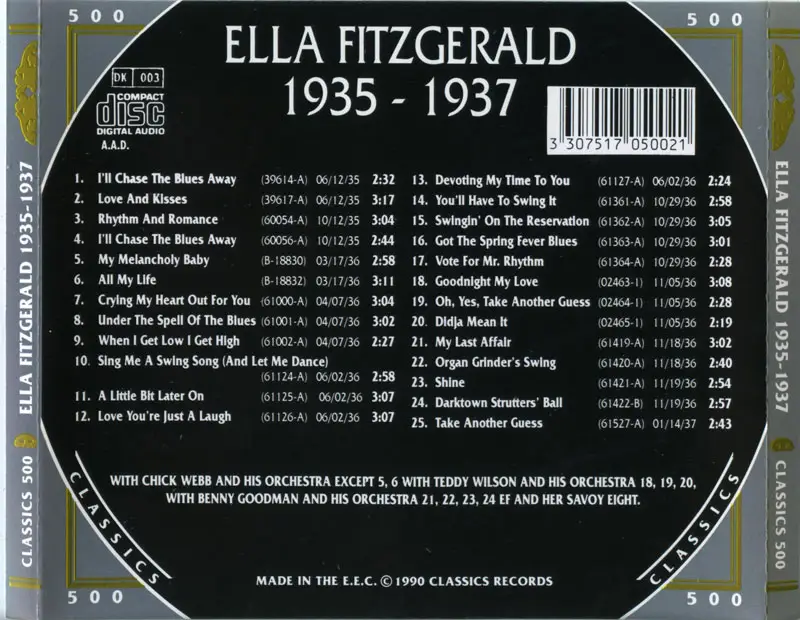 500
500
ELLA FITZGERALD
1935 - 1937
DK 003
COMPACT
disc
DIGITAL AUDIO
A.A.D.
3 307517 050021
1. I'll Chase The Blues Away (39614-A) 06/12/35 2:32
2. Love And Kisses (39617-A) 06/12/35 3:17
3. Rhythm And Romance (60054-A) 10/12/35 3:04
4. I'll Chase The Blues Away (60056-A) 10/12/35 2:44
5. My Melancholy Baby (B-18830) 03/17/36 2:58
6. All My Life (B-18832) 03/17/36 3:11
7. Crying My Heart Out For You (61000-A) 04/07/36 3:04
8. Under The Spell Of The Blues (61001-A) 04/07/36 3:02
9. When I Get Low I Get High (61002-A) 04/07/36 2:27
10. Sing Me A Swing Song (And Let Me Dance)
(61124-A) 06/02/36 2:58
11. A Little Bit Later On (61125-A) 06/02/36 3:07
12. Love You're Just A Laugh (61126-A) 06/02/36 3:07
13. Devoting My Time To You (61127-A) 06/02/36 2:24
14. You'll Have To Swing It (61361-A) 10/29/36 2:58
15. Swingin' On The Reservation (61362-A) 10/29/36 3:05
16. Got The Spring Fever Blues (61363-A) 10/29/36 3:01
17. Vote For Mr. Rhythm (61364-A) 10/29/36 2:28
18. Goodnight My Love (02463-1) 11/05/36 3:08
19. Oh, Yes, Take Another Guess (02464-1) 11/05/36 2:28
20. Didja Mean It (02465-1) 11/05/36 2:19
21. My Last Affair (61419-A) 11/18/36 3:02
22. Organ Grinder's Swing (61420-A) 11/18/36 2:40
23. Shine (61421-A) 11/19/36 2:54
24. Darktown Strutters' Ball (61422-B) 11/19/36 2:57
25. Take Another Guess (61527-A) 01/14/37 2:43
WITH CHICK WEBB AND HIS ORCHESTRA EXCEPT 5, 6 WITH TEDDY WILSON AND HIS ORCHESTRA 18, 19, 20,
WITH BENNY GOODMAN AND HIS ORCHESTRA 21, 22, 23, 24 EF AND HER SAVOY EIGHT.
CLASSICS
CLASSICS
MADE IN THE E.E.C. © 1990 CLASSICS RECORDS
500
500
CLASSICS 500 ELLA FITZGERALD 1935-1937
ELLA FITZGERALD 1935-1937 CLASSICS 500